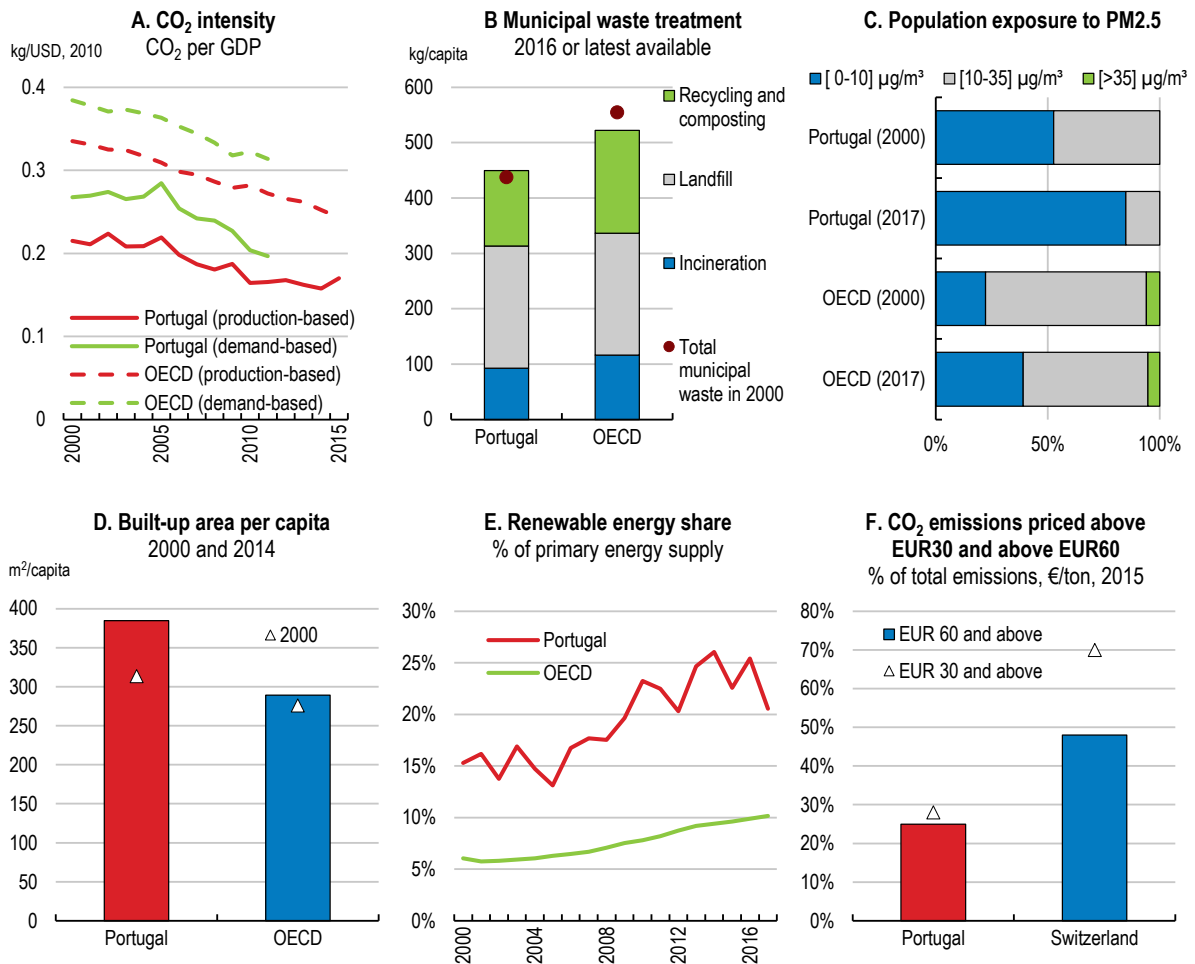 A. CO₂ intensity
CO₂ per GDP
kg/USD, 2010
0.4
0.3
0.2
0.1
0
Portugal (production-based)
Portugal (demand-based)
OECD (production-based)
OECD (demand-based)
2000
2005
2010
2015
B Municipal waste treatment
2016 or latest available
kg/capita
600
500
400
300
200
100
0
Recycling and
composting
Landfill
Incineration
Total
municipal
waste in 2000
Portugal
OECD
C. Population exposure to PM2.5
[ 0-10] µg/m³
[10-35] µg/m³
[>35] µg/m³
Portugal (2000)
Portugal (2017)
OECD (2000)
OECD (2017)
0%
50%
100%
D. Built-up area per capita
2000 and 2014
m²/capita
400
350
300
250
200
150
100
50
0
2000
Portugal
OECD
E. Renewable energy share
% of primary energy supply
30%
25%
20%
15%
10%
5%
0%
Portugal
OECD
2000
2004
2008
2012
2016
F. CO₂ emissions priced above
EUR30 and above EUR60
% of total emissions, €/ton, 2015
80%
70%
60%
50%
40%
30%
20%
10%
0%
EUR 60 and above
EUR 30 and above
Portugal
Switzerland